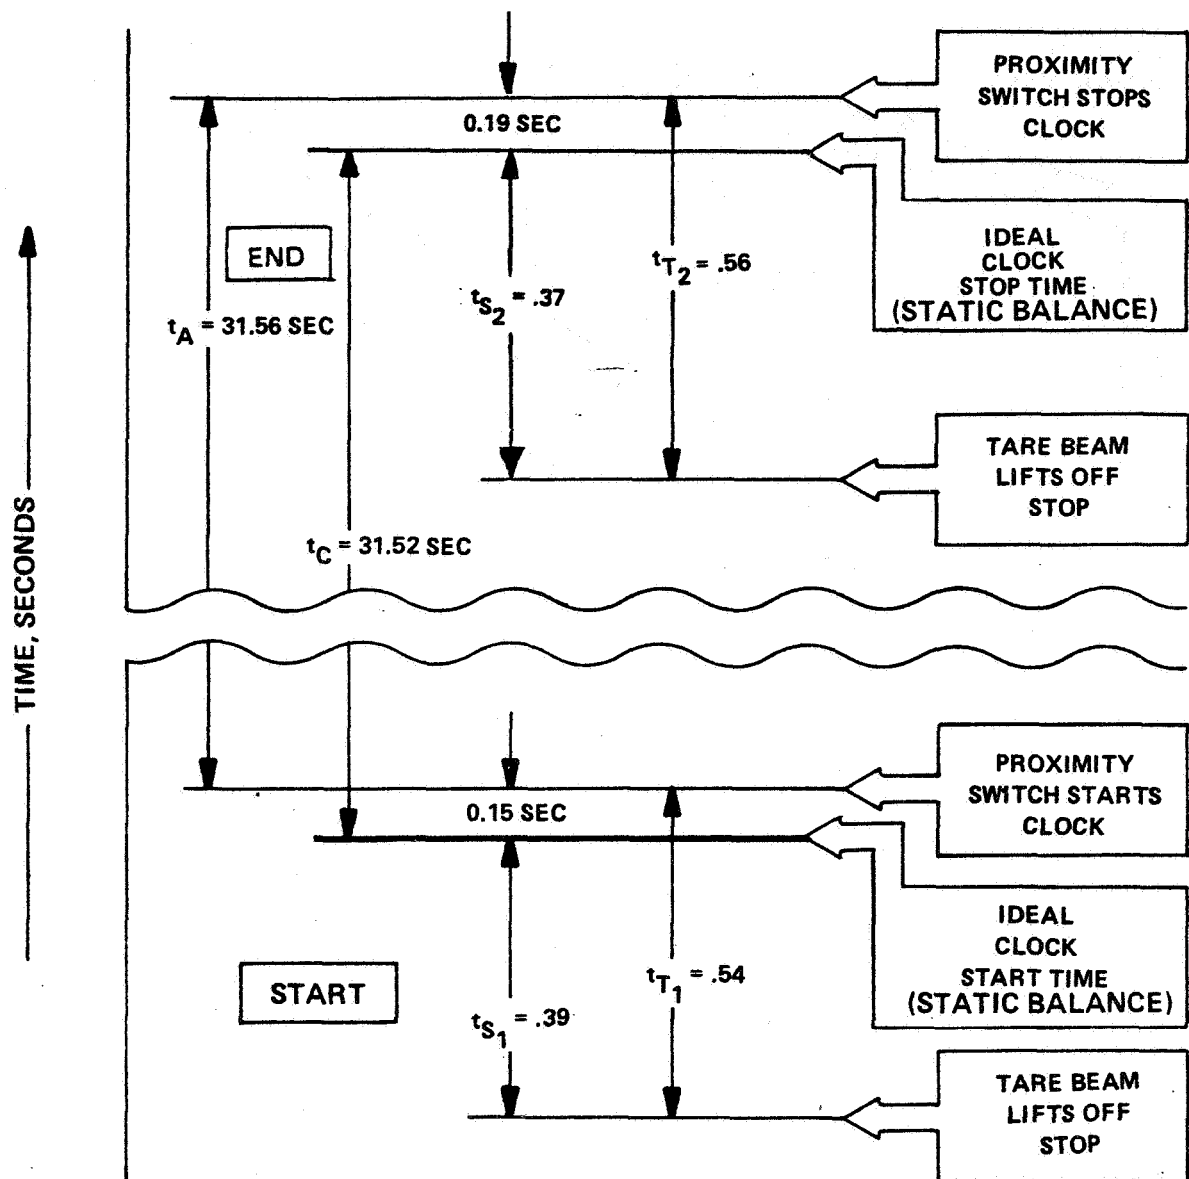 PROXIMITY
SWITCH STOPS
CLOCK
0.19 SEC
IDEAL
CLOCK
STOP TIME
(STATIC BALANCE)
END
tT2 = .56
tS2 = .37
tA = 31.56 SEC
TARE BEAM
LIFTS OFF
STOP
tC = 31.52 SEC
TIME, SECONDS
PROXIMITY
SWITCH STARTS
CLOCK
0.15 SEC
IDEAL
CLOCK
START TIME
(STATIC BALANCE)
START
tT1 = .54
tS1 = .39
TARE BEAM
LIFTS OFF
STOP